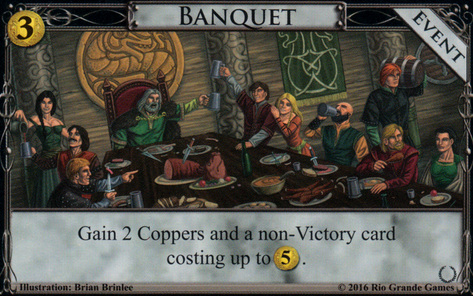 3
BANQUET
EVENT
Gain 2 Coppers and a non-Victory card
costing up to 5.
Illustration: Brian Brinlee
© 2016 Rio Grande Games